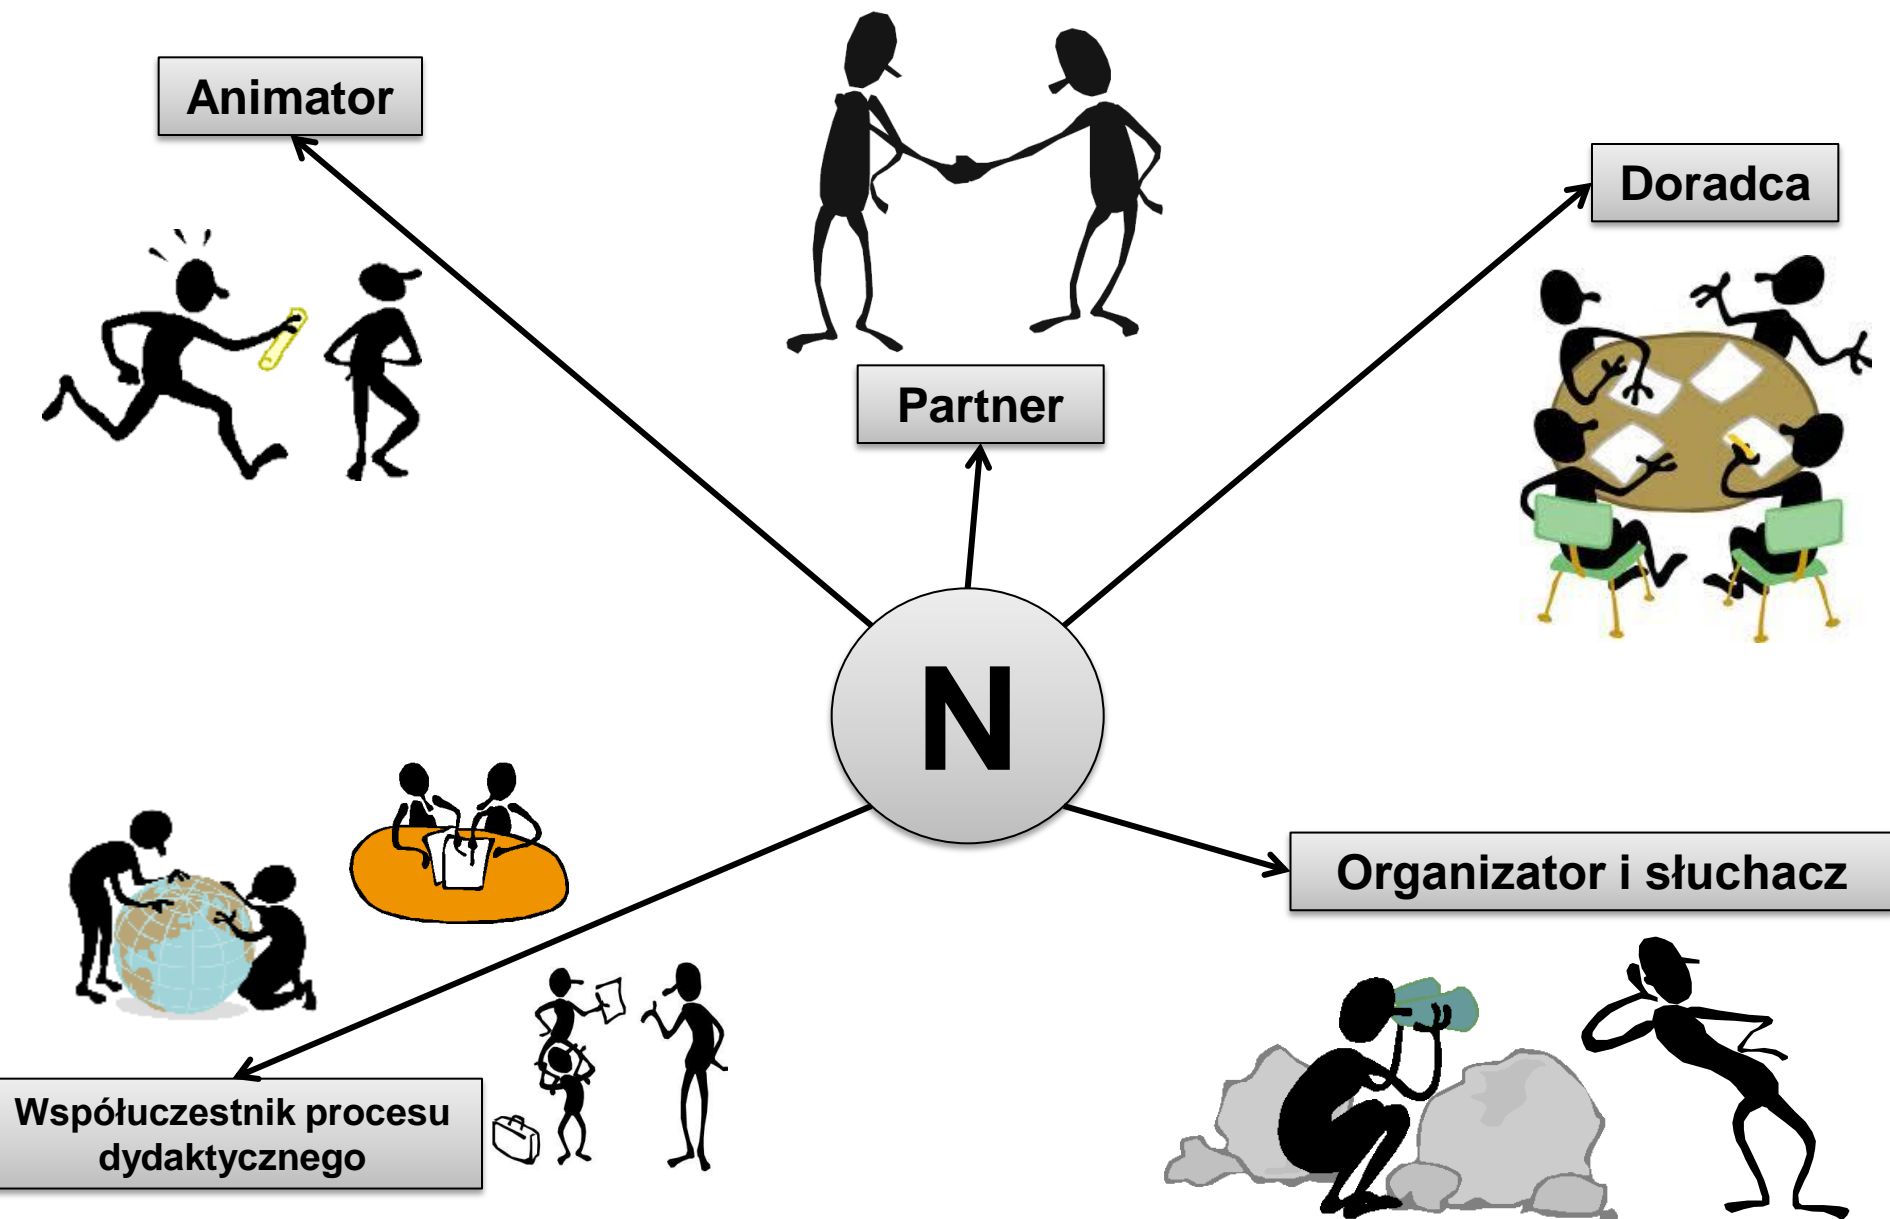 Animator
Doradca
Partner
N
Organizator i słuchacz
Współuczestnik procesu
dydaktycznego